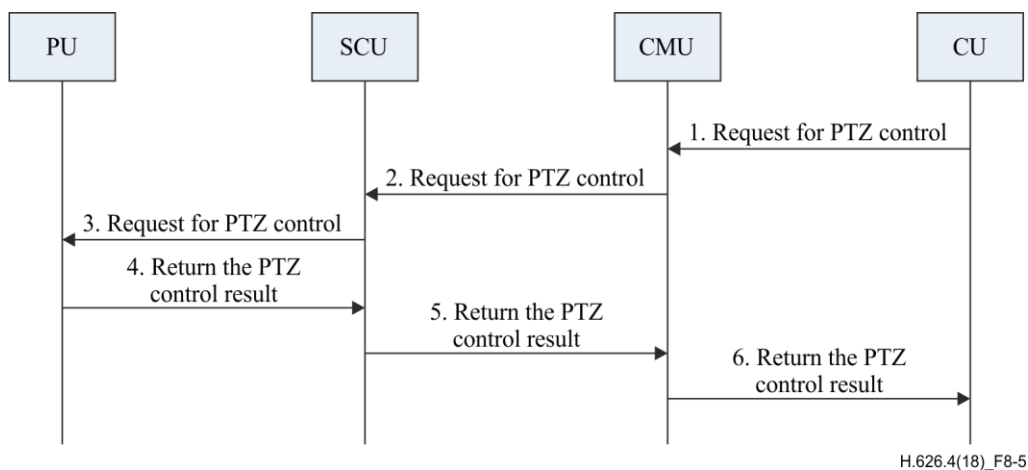 PU
SCU
CMU
CU
1. Request for PTZ control
2. Request for PTZ control
3. Request for PTZ control
4. Return the PTZ
control result
5. Return the PTZ
control result
6. Return the PTZ
control result
H.626.4(18)_F8-5